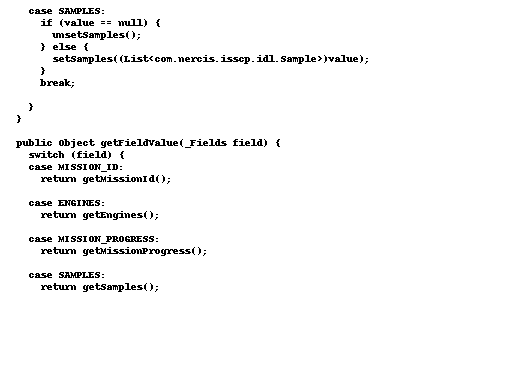 case SAMPLES:
if (value == null) {
unsetSamples();
} else {
setSamples((List<com.nercis.isscp.idl.Sample>)value);
}
break;
}
}
public Object getFieldValue(_Fields field) {
switch (field) {
case MISSION_ID:
return getMissionId();
case ENGINES:
return getEngines();
case MISSION_PROGRESS:
return getMissionProgress();
case SAMPLES:
return getSamples();